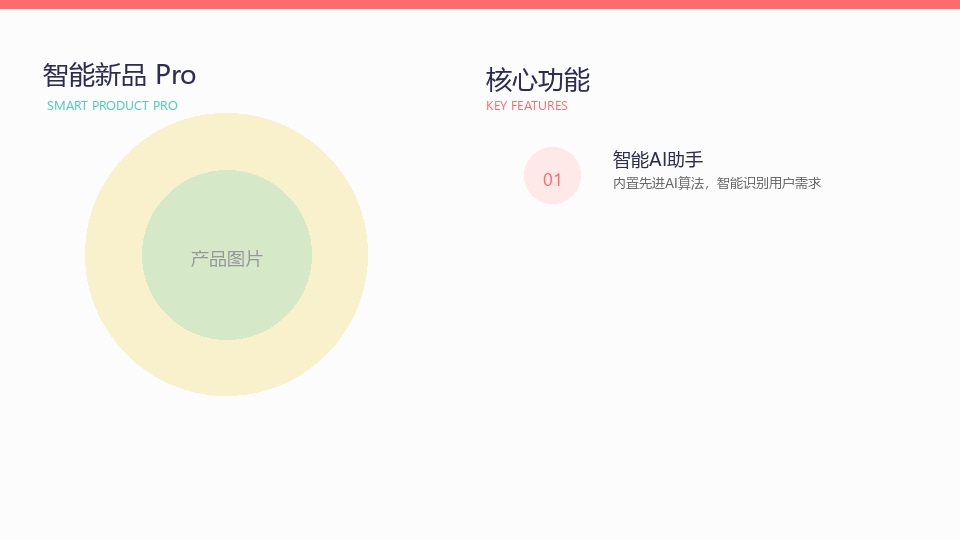 智能新品 Pro
SMART PRODUCT PRO
产品图片
核心功能
KEY FEATURES
01
智能AI助手
内置先进AI算法，智能识别用户需求